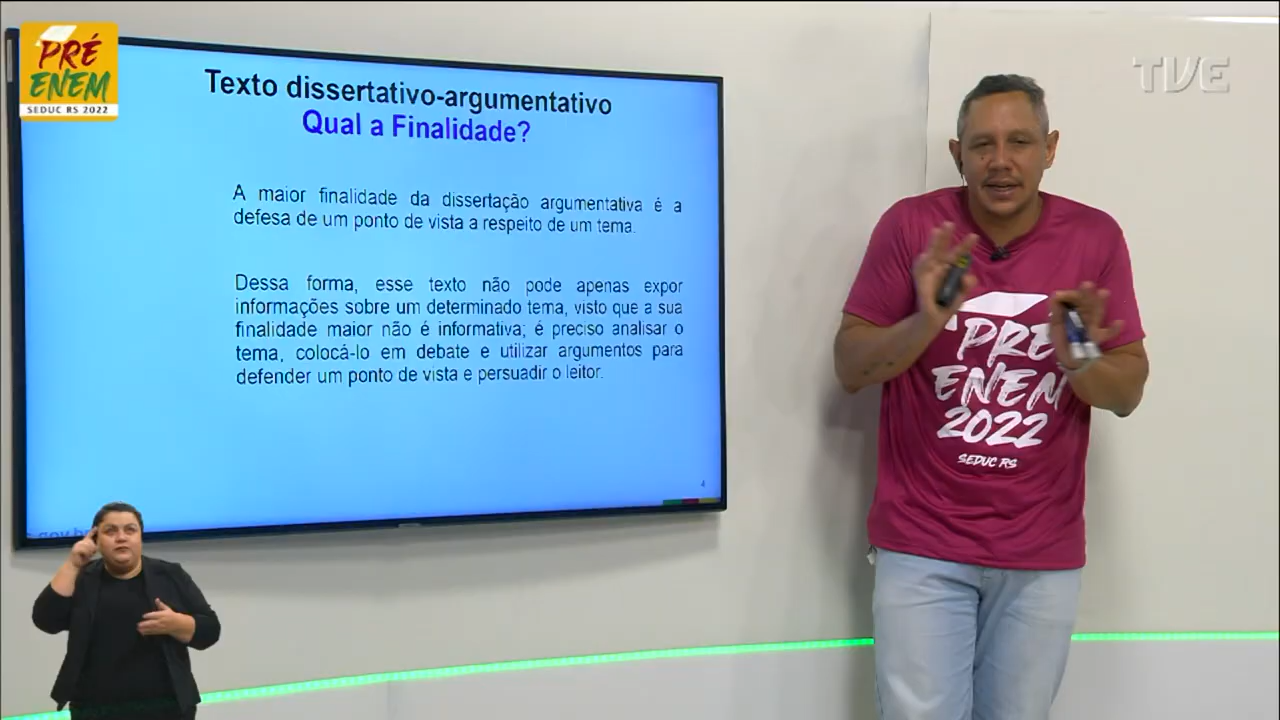 PRÉ
ENEM
SEDUC RS 2022
TVE
Texto dissertativo-argumentativo
Qual a Finalidade?
A maior finalidade da dissertação argumentativa é a
defesa de um ponto de vista a respeito de um tema.
Dessa forma, esse texto não pode apenas expor
informações sobre um determinado tema, visto que a sua
finalidade maior não é informativa; é preciso analisar o
tema, colocá-lo em debate e utilizar argumentos para
defender um ponto de vista e persuadir o leitor.
4
PRÉ
ENEM
2022
SEDUC RS